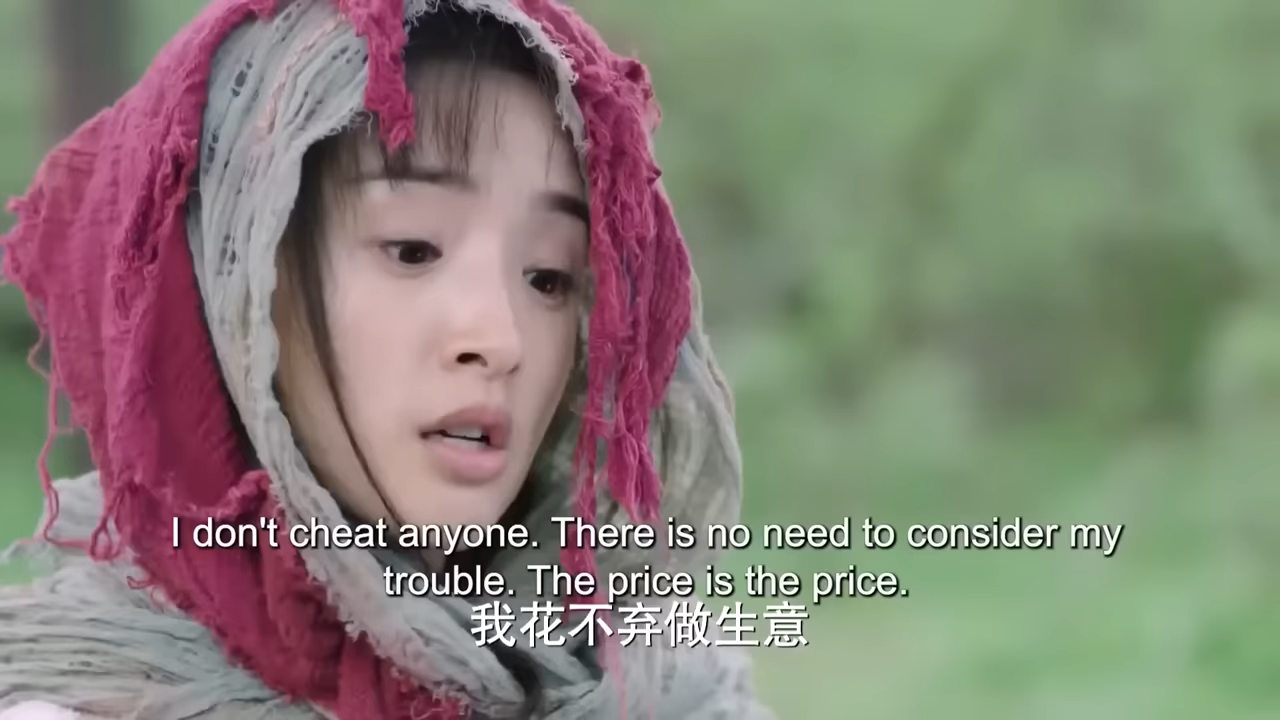 I don't cheat anyone. There is no need to consider my
trouble. The price is the price.
我花不弃做生意